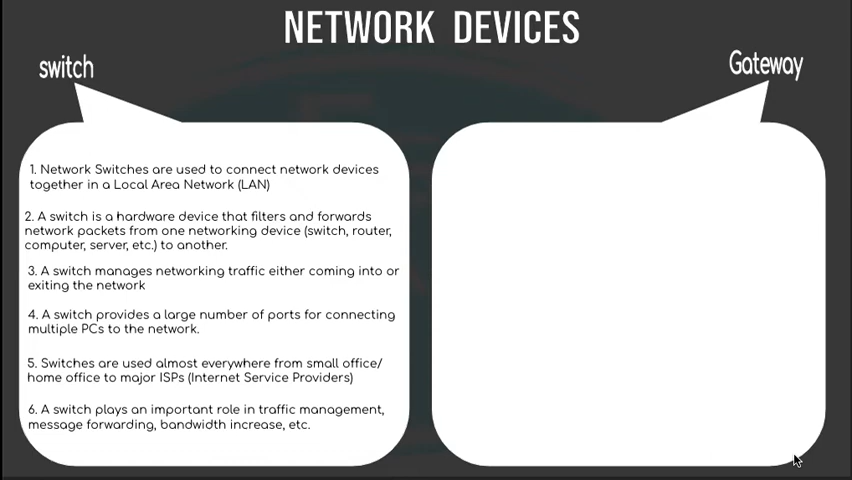 NETWORK DEVICES
switch
Gateway
1. Network Switches are used to connect network devices
together in a Local Area Network (LAN)
2. A switch is a hardware device that filters and forwards
network packets from one networking device (switch, router,
computer, server, etc.) to another.
3. A switch manages networking traffic either coming into or
exiting the network
4. A switch provides a large number of ports for connecting
multiple PCs to the network.
5. Switches are used almost everywhere from small office/
home office to major ISPs (Internet Service Providers)
6. A switch plays an important role in traffic management,
message forwarding, bandwidth increase, etc.